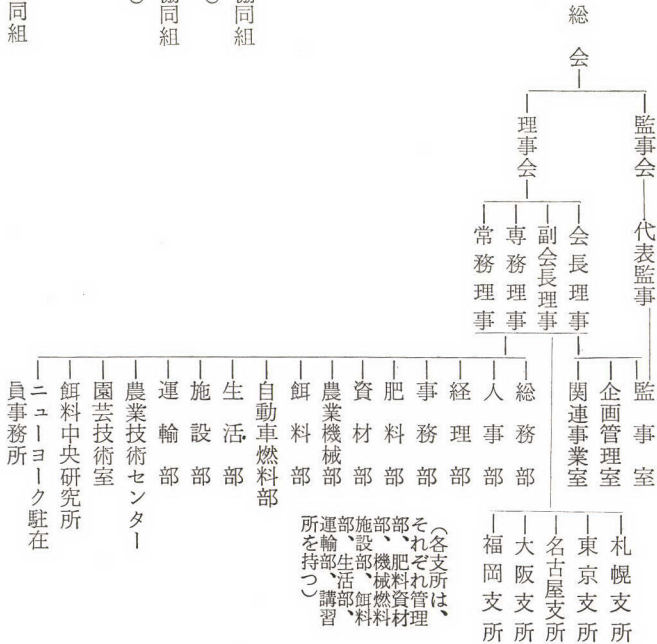 総会
監事会
代表監事
理事会
会長理事
副会長理事
専務理事
常務理事
監事室
企画管理室
関連事業室
札幌支所
東京支所
名古屋支所
大阪支所
福岡支所
(各支所は、
それぞれ管理
部、肥料資材
部、機械燃料
部、施設部、餌料
部、生活部、
運輸部、講習
所を持つ)
総務部
人事部
経理部
事務部
肥料部
資材部
農業機械部
餌料部
自動車燃料部
生活部
施設部
運輸部
農業技術センター
園芸技術室
餌料中央研究所
ニューヨーク駐在
員事務所
協同組
)
協同組
)
同組